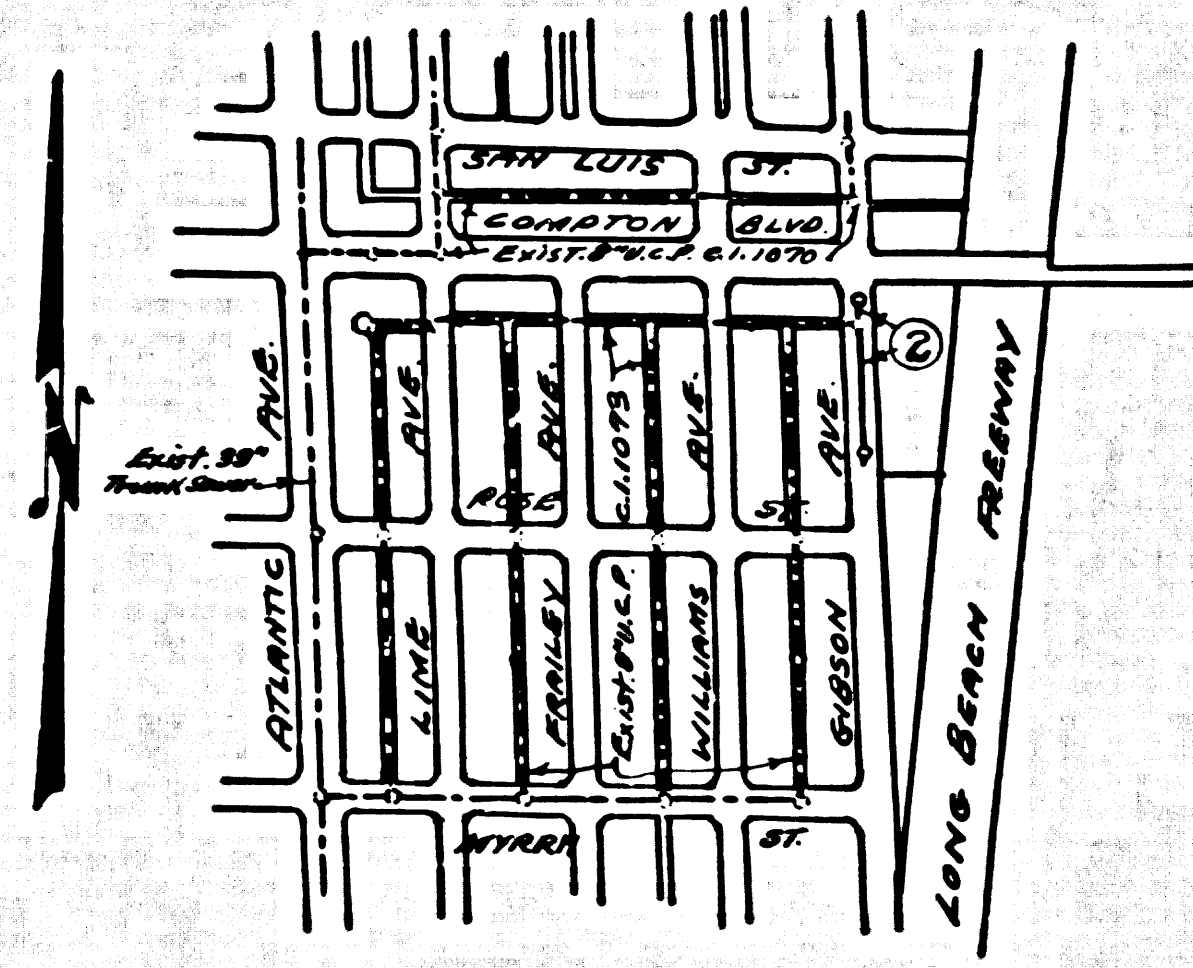 SAN LUIS ST.
COMPTON BLVD.
EXIST. 8" V.C.P. C.I. 1070
2
AVE.
AVE.
AVE.
C.I. 1093
AVE.
AVE.
Exist. 39"
Trunk Sewer
ROSE ST.
ATLANTIC
LIME
FRAILEY
Exist. 8" V.C.P.
WILLIAMS
GIBSON
LONG BEACH FREEWAY
MYRRH ST.